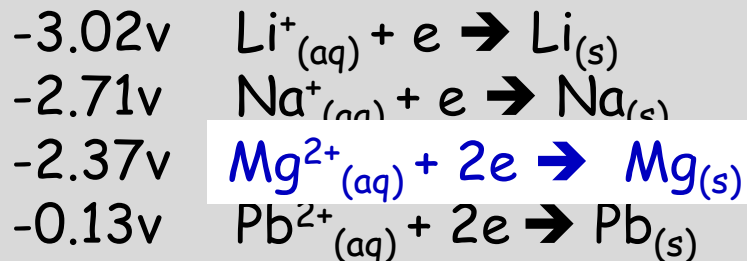 -3.02v Li⁺(aq) + e ➔ Li(s)
-2.71v Na⁺(aq) + e ➔ Na(s)
-2.37v Mg²⁺(aq) + 2e ➔ Mg(s)
-0.13v Pb²⁺(aq) + 2e ➔ Pb(s)